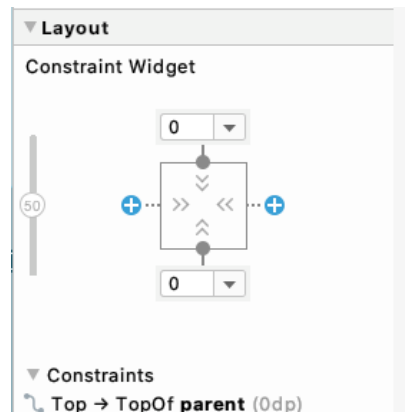 Layout
Constraint Widget
0
50
0
Constraints
Top → TopOf parent (0dp)